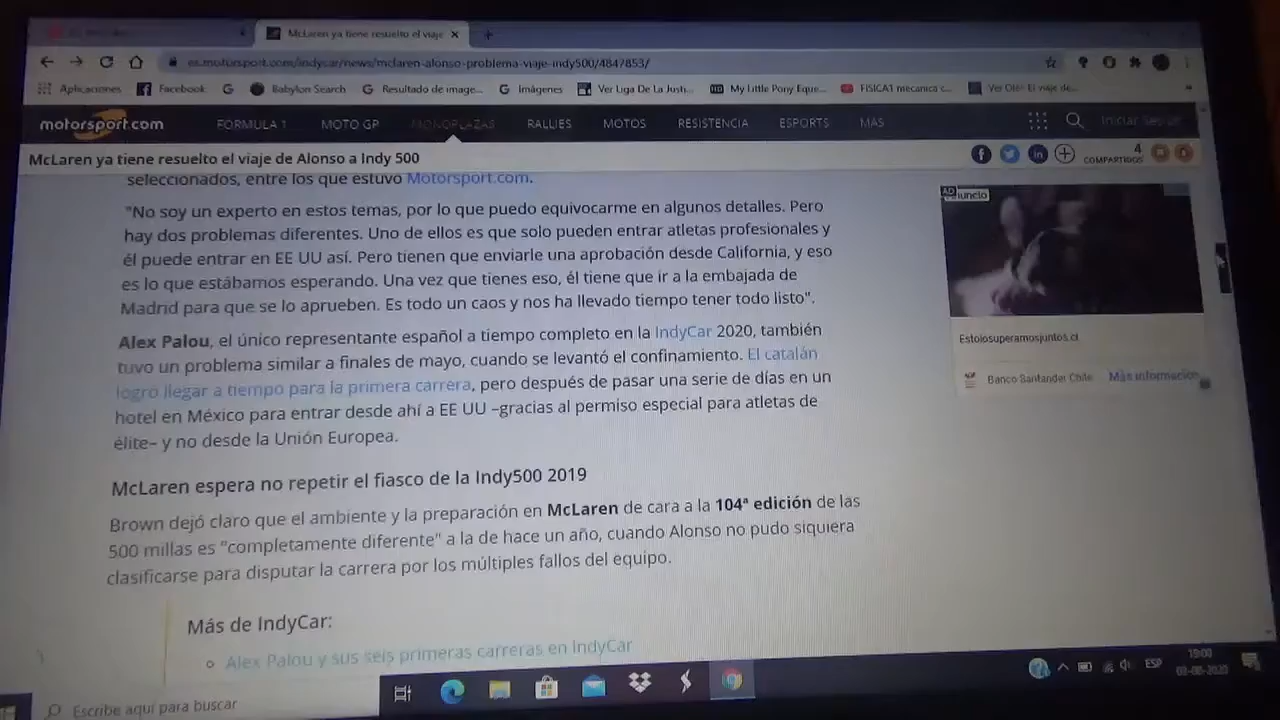 McLaren ya tiene resuelto el viaje
es.motorsport.com/indycar/news/mclaren-alonso-problema-viaje-indy500/4847853/
Aplicaciones Facebook Babylon Search Resultado de image... Imágenes Ver Liga De La Justi... My Little Pony Eque... FISICA1 mecanica c... Ver Ole! El viaje de...
motorsport.com FORMULA 1 MOTO GP MONOPLAZAS RALLIES MOTOS RESISTENCIA ESPORTS MÁS Iniciar sesión
McLaren ya tiene resuelto el viaje de Alonso a Indy 500
4
COMPARTIDOS
seleccionados, entre los que estuvo Motorsport.com.
"No soy un experto en estos temas, por lo que puedo equivocarme en algunos detalles. Pero
hay dos problemas diferentes. Uno de ellos es que solo pueden entrar atletas profesionales y
él puede entrar en EE UU así. Pero tienen que enviarle una aprobación desde California, y eso
es lo que estábamos esperando. Una vez que tienes eso, él tiene que ir a la embajada de
Madrid para que se lo aprueben. Es todo un caos y nos ha llevado tiempo tener todo listo".
Alex Palou, el único representante español a tiempo completo en la IndyCar 2020, también
tuvo un problema similar a finales de mayo, cuando se levantó el confinamiento. El catalán
logró llegar a tiempo para la primera carrera, pero después de pasar una serie de días en un
hotel en México para entrar desde ahí a EE UU –gracias al permiso especial para atletas de
élite– y no desde la Unión Europea.
McLaren espera no repetir el fiasco de la Indy500 2019
Brown dejó claro que el ambiente y la preparación en McLaren de cara a la 104ª edición de las
500 millas es "completamente diferente" a la de hace un año, cuando Alonso no pudo siquiera
clasificarse para disputar la carrera por los múltiples fallos del equipo.
Más de IndyCar:
Alex Palou y sus seis primeras carreras en IndyCar
AD
Anuncio
Estolosuperamosjuntos.cl
Banco Santander Chile Más información
Escribe aquí para buscar
ESP
19:00
03-08-2020